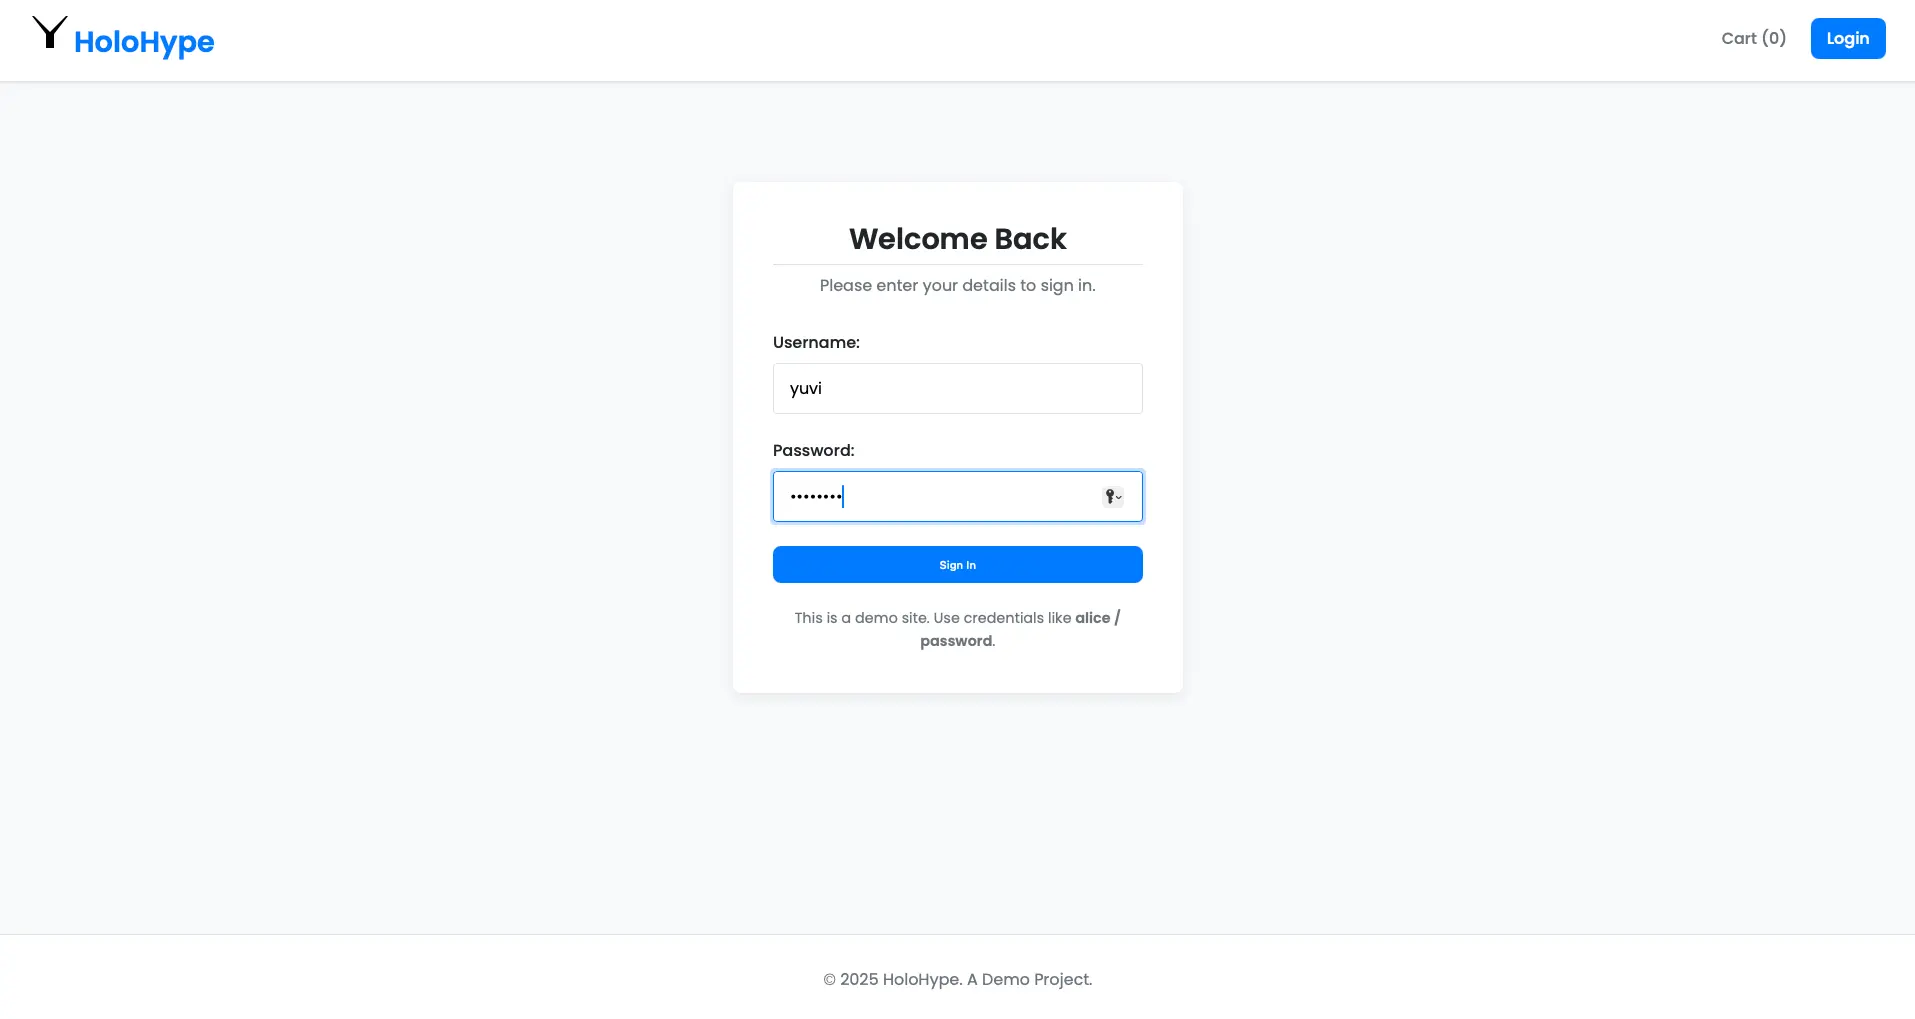 HoloHype
Cart (0)
Login
Welcome Back
Please enter your details to sign in.
Username:
yuvi
Password:
••••••••
Sign In
This is a demo site. Use credentials like alice /
password.
© 2025 HoloHype. A Demo Project.